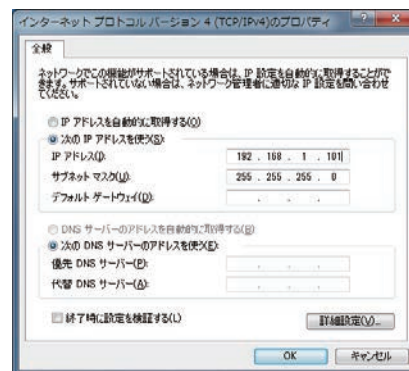 インターネット プロトコル バージョン 4 (TCP/IPv4)のプロパティ
全般
ネットワークでこの機能がサポートされている場合は、IP 設定を自動的に取得することがで
きます。サポートされていない場合は、ネットワーク管理者に適切な IP 設定を問い合わせ
てください。
IP アドレスを自動的に取得する(O)
次の IP アドレスを使う(S):
IP アドレス(I): 192 . 168 . 1 . 101
サブネット マスク(U): 255 . 255 . 255 . 0
デフォルト ゲートウェイ(D): . . .
DNS サーバーのアドレスを自動的に取得する(B)
次の DNS サーバーのアドレスを使う(E):
優先 DNS サーバー(P): . . .
代替 DNS サーバー(A): . . .
終了時に設定を検証する(L)
詳細設定(V)...
OK キャンセル